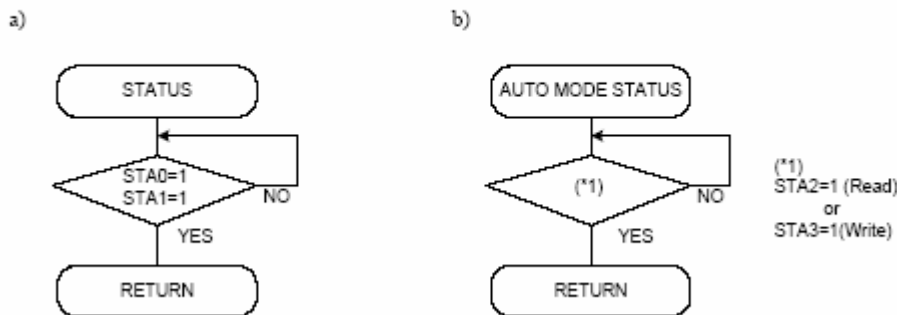 a)
STATUS
STA0=1
STA1=1
NO
YES
RETURN
b)
AUTO MODE STATUS
(*1)
NO
YES
RETURN
(*1)
STA2=1 (Read)
or
STA3=1(Write)